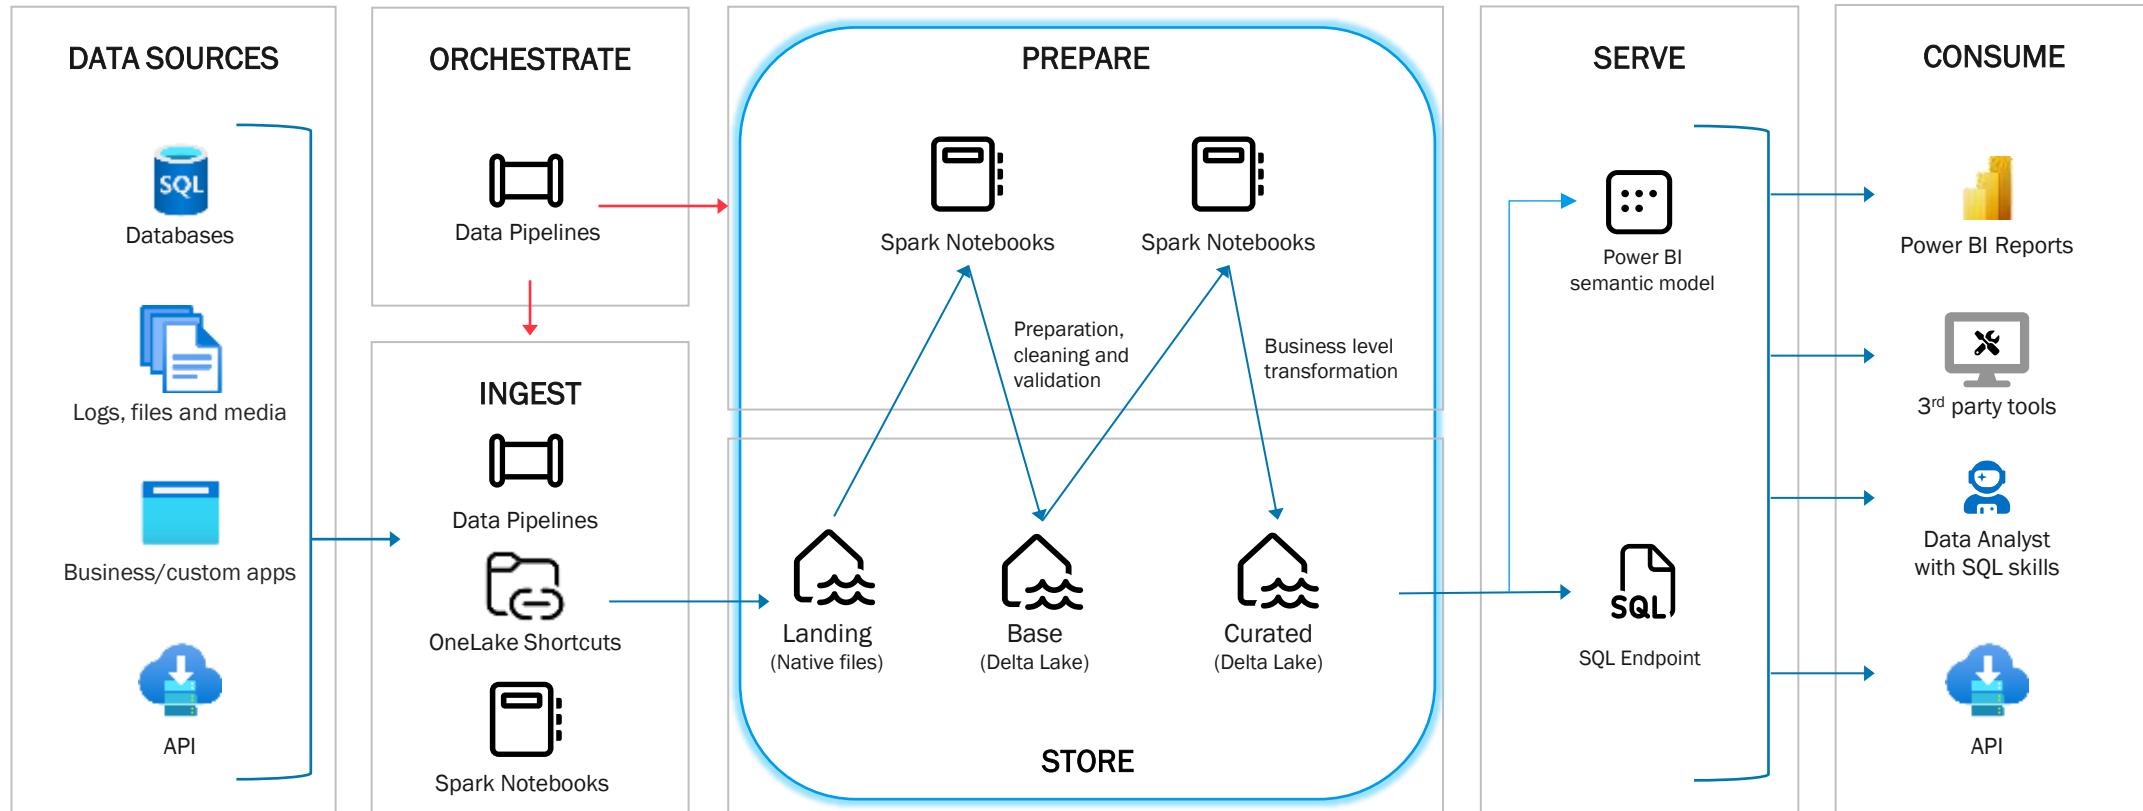 DATA SOURCES
SQL
Databases
Logs, files and media
Business/custom apps
API
ORCHESTRATE
Data Pipelines
INGEST
Data Pipelines
OneLake Shortcuts
Spark Notebooks
PREPARE
Spark Notebooks
Spark Notebooks
Preparation,
cleaning and
validation
Business level
transformation
Landing
(Native files)
Base
(Delta Lake)
Curated
(Delta Lake)
STORE
SERVE
Power BI
semantic model
SQL
SQL Endpoint
CONSUME
Power BI Reports
3rd party tools
Data Analyst
with SQL skills
API